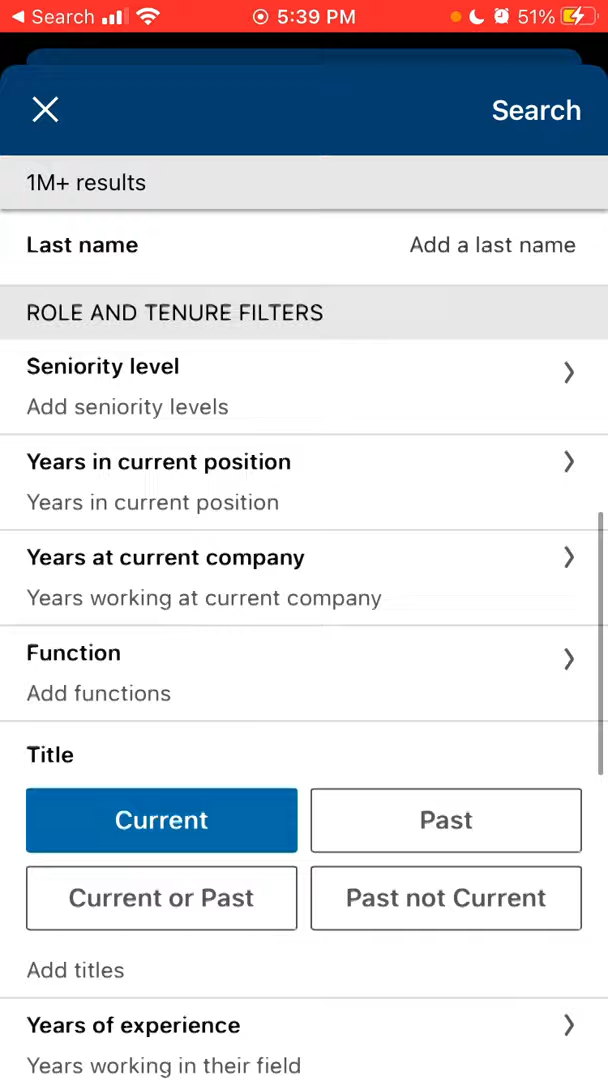 Search 5:39 PM 51%
Search
1M+ results
Last name Add a last name
ROLE AND TENURE FILTERS
Seniority level
Add seniority levels
Years in current position
Years in current position
Years at current company
Years working at current company
Function
Add functions
Title
Current Past
Current or Past Past not Current
Add titles
Years of experience
Years working in their field